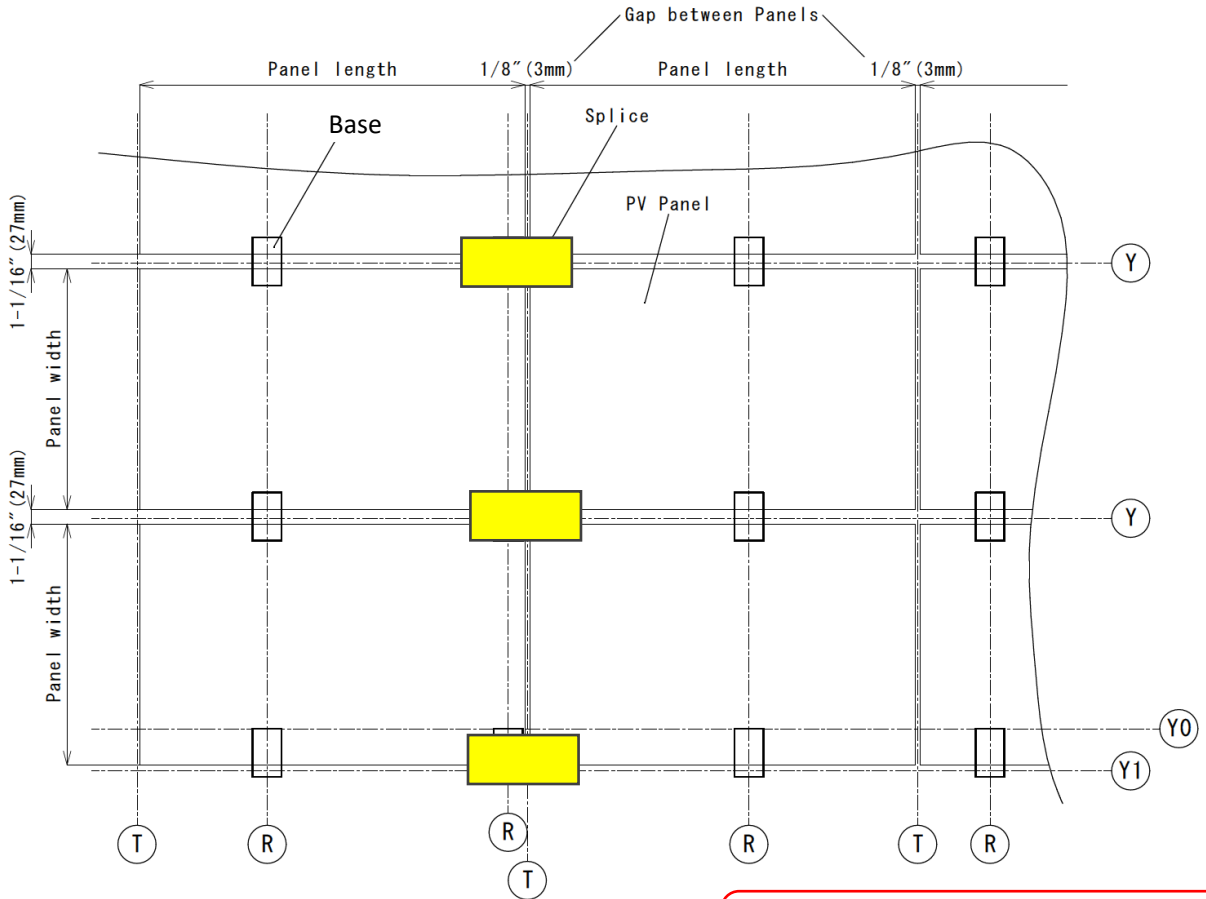 Gap between Panels
Panel length
1/8"(3mm)
Panel length
1/8"(3mm)
Base
Splice
PV Panel
1-1/16"(27mm)
Y
Panel width
1-1/16"(27mm)
Y
Panel width
Y0
Y1
T
R
R
T
R
T
R